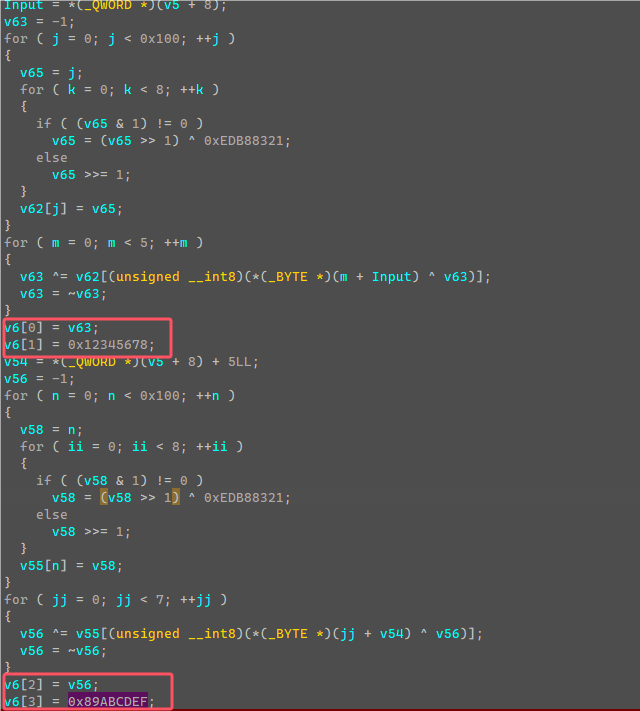 Input = *(_QWORD *)(v5 + 8);
v63 = -1;
for ( j = 0; j < 0x100; ++j )
{
v65 = j;
for ( k = 0; k < 8; ++k )
{
if ( (v65 & 1) != 0 )
v65 = (v65 >> 1) ^ 0xEDB88321;
else
v65 >>= 1;
}
v62[j] = v65;
}
for ( m = 0; m < 5; ++m )
{
v63 ^= v62[(unsigned __int8)(*(_BYTE *)(m + Input) ^ v63)];
v63 = ~v63;
}
v6[0] = v63;
v6[1] = 0x12345678;
v54 = *(_QWORD *)(v5 + 8) + 5LL;
v56 = -1;
for ( n = 0; n < 0x100; ++n )
{
v58 = n;
for ( ii = 0; ii < 8; ++ii )
{
if ( (v58 & 1) != 0 )
v58 = (v58 >> 1) ^ 0xEDB88321;
else
v58 >>= 1;
}
v55[n] = v58;
}
for ( jj = 0; jj < 7; ++jj )
{
v56 ^= v55[(unsigned __int8)(*(_BYTE *)(jj + v54) ^ v56)];
v56 = ~v56;
}
v6[2] = v56;
v6[3] = 0x89ABCDEF;